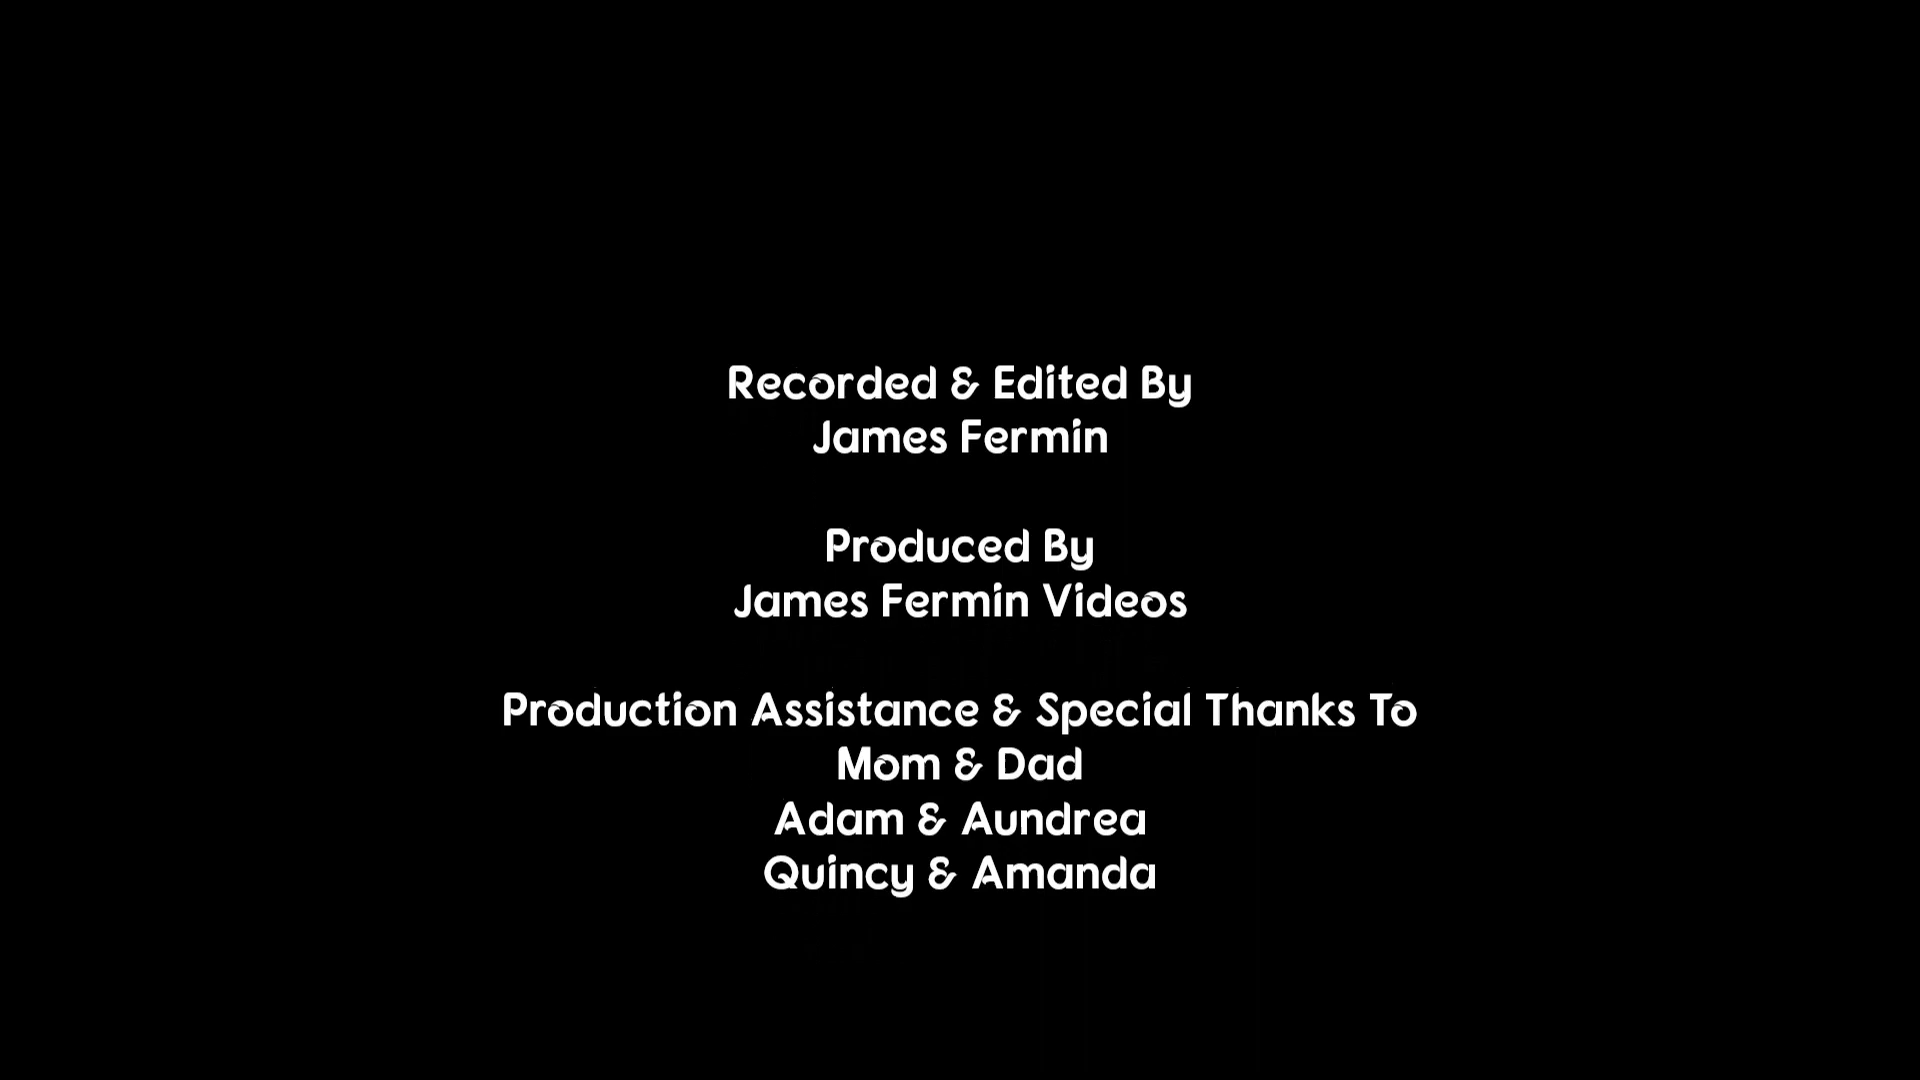 Recorded & Edited By
James Fermin
Produced By
James Fermin Videos
Production Assistance & Special Thanks To
Mom & Dad
Adam & Aundrea
Quincy & Amanda